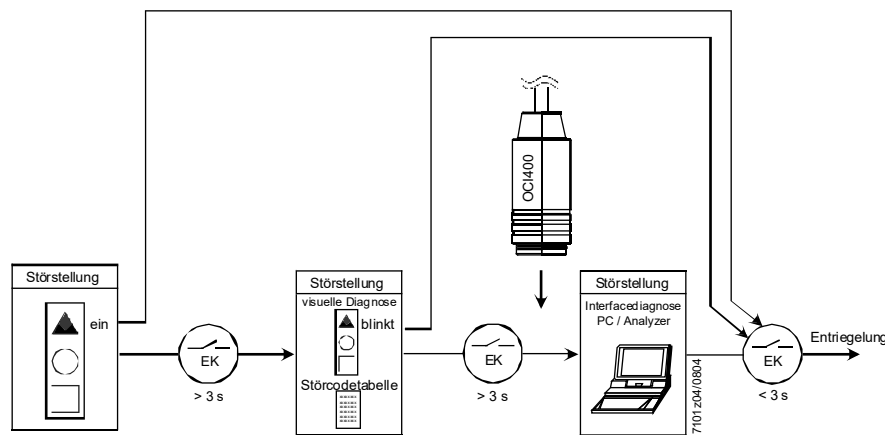 OCI400
Störstellung
ein
EK
> 3 s
Störstellung
visuelle Diagnose
blinkt
Störcodetabelle
EK
> 3 s
Störstellung
Interfacediagnose
PC / Analyzer
7101z04/0804
EK
< 3 s
Entriegelung